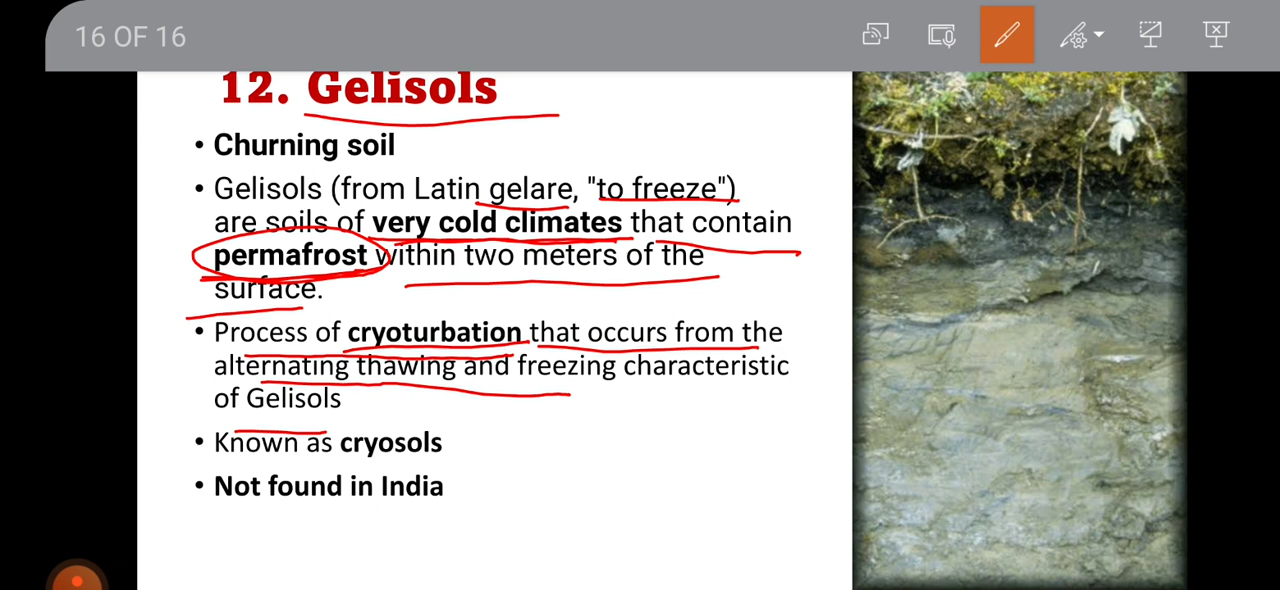 16 OF 16
12. Gelisols
• Churning soil
• Gelisols (from Latin gelare, "to freeze")
are soils of very cold climates that contain
permafrost within two meters of the
surface.
• Process of cryoturbation that occurs from the
alternating thawing and freezing characteristic
of Gelisols
• Known as cryosols
• Not found in India